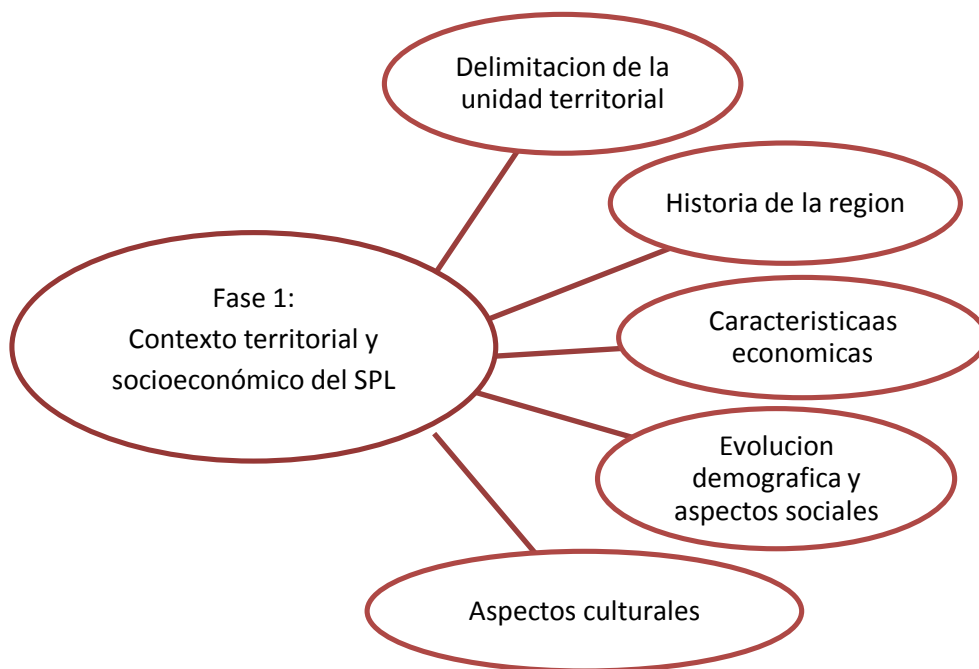 Delimitacion de la
unidad territorial
Historia de la region
Fase 1:
Contexto territorial y
socioeconómico del SPL
Caracteristicaas
economicas
Evolucion
demografica y
aspectos sociales
Aspectos culturales